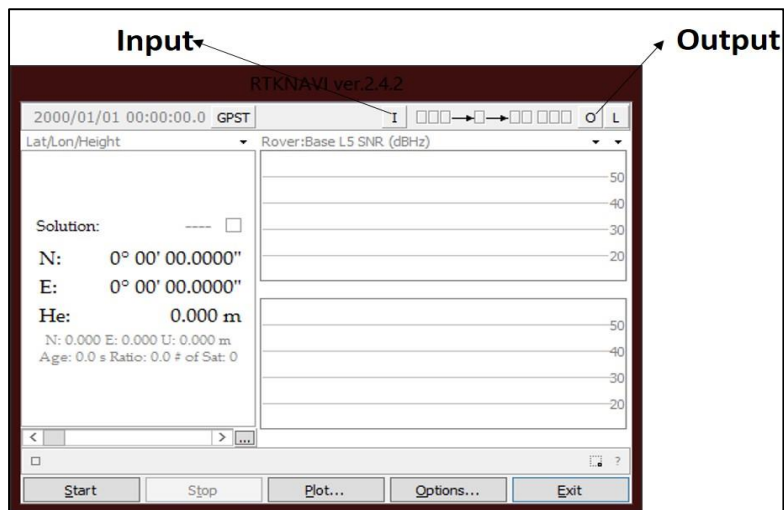 Input
Output
RTKNAVI ver.2.4.2
2000/01/01 00:00:00.0 GPST I O L
Lat/Lon/Height Rover:Base L5 SNR (dBHz)
50
40
Solution: ----
30
N: 0° 00' 00.0000"
20
E: 0° 00' 00.0000"
He: 0.000 m
50
N: 0.000 E: 0.000 U: 0.000 m
Age: 0.0 s Ratio: 0.0 # of Sat: 0
40
30
20
< > ...
?
Start Stop Plot... Options... Exit